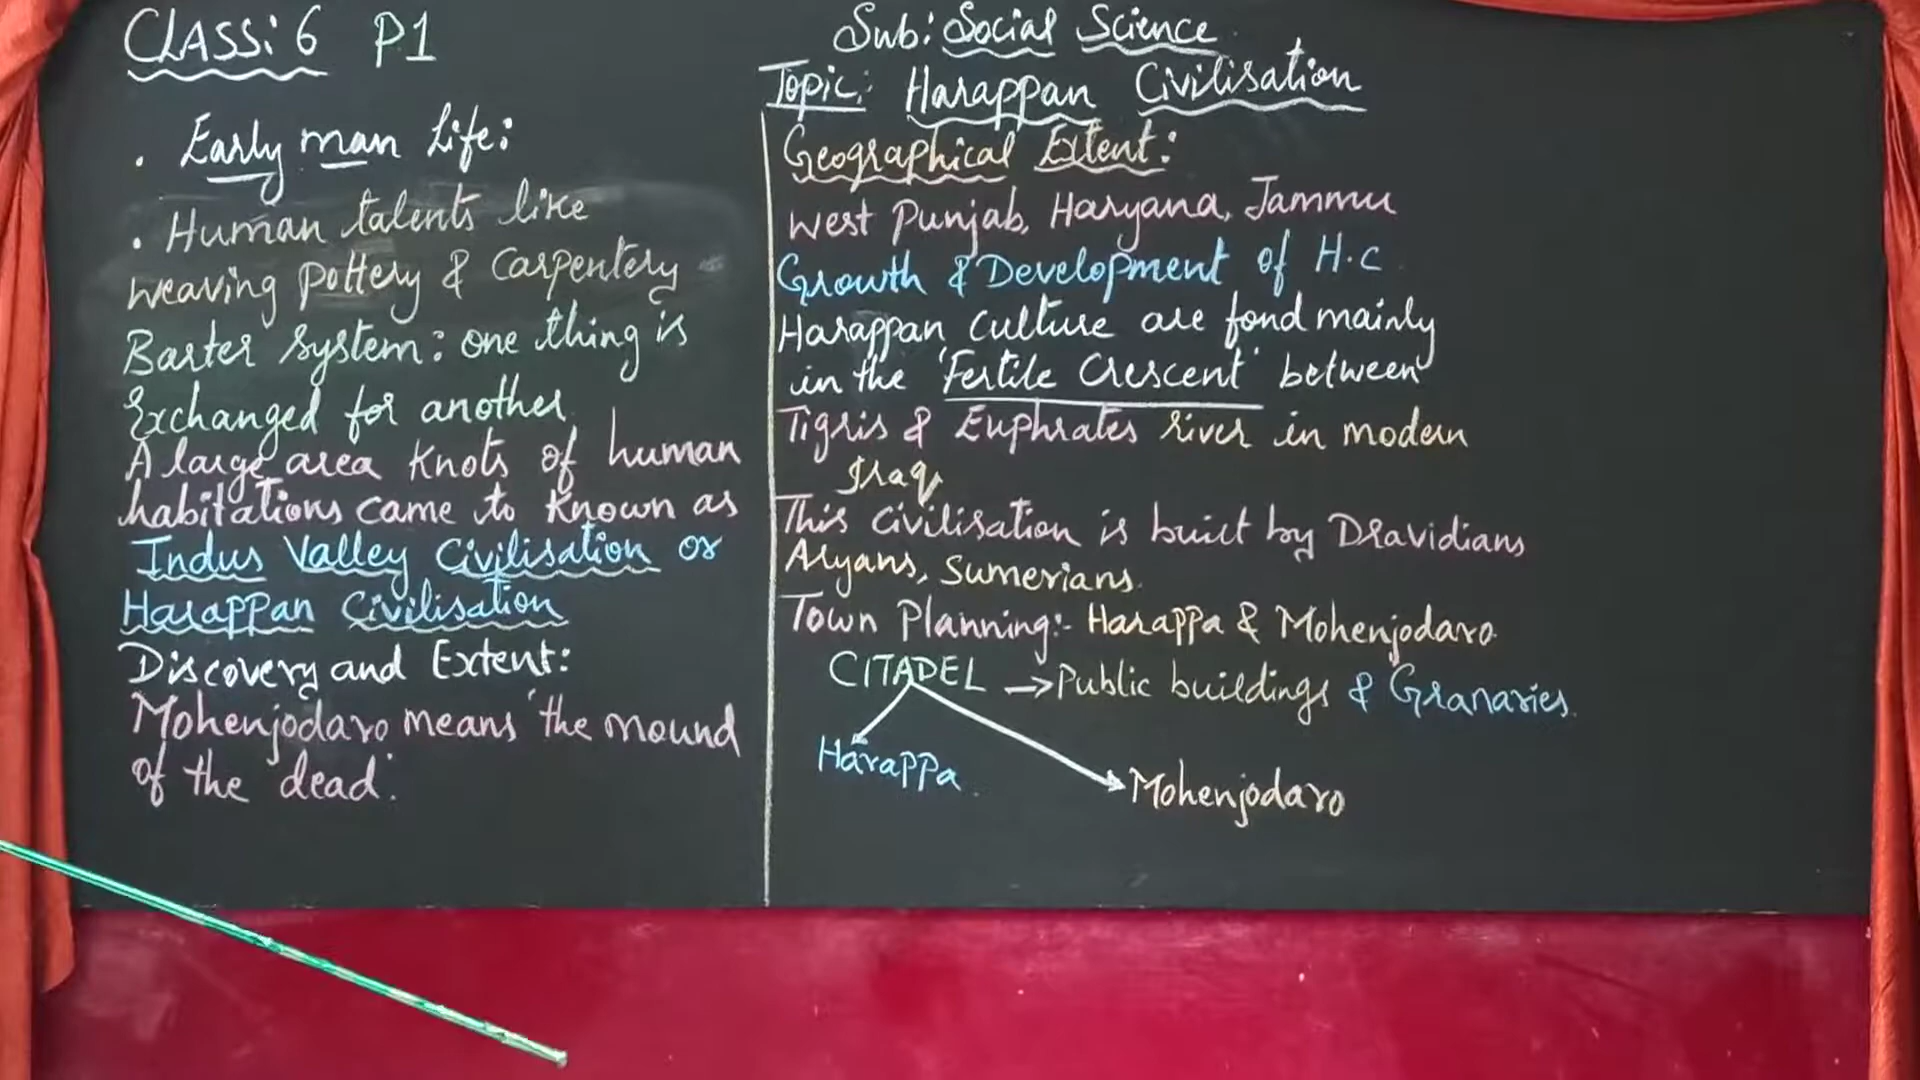 CLASS: 6 P1
. Early man Life:
. Human talents like
weaving pottery & Carpentery
Barter System: one thing is
Exchanged for another
A large area Knots of human
habitations came to known as
Indus Valley Civilisation or
Harappan Civilisation
Discovery and Extent:
Mohenjodaro means 'the mound
of the dead'.
Sub: Social Science
Topic: Harappan Civilisation
Geographical Extent:
West Punjab, Haryana, Jammu
Growth & Development of H.C
Harappan Culture are fond mainly
in the 'Fertile Crescent' between
Tigris & Euphrates river in modern
Iraq
This Civilisation is built by Dravidians
Aryans, Sumerians.
Town Planning:- Harappa & Mohenjodaro
CITADEL → Public buildings & Granaries.
Harappa
Mohenjodaro